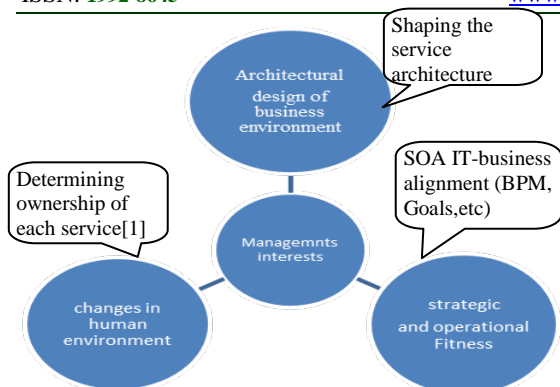 ISSN: 1992-8645
www
Shaping the
service
architecture
Architectural
design of
business
environment
SOA IT-business
alignment (BPM,
Goals,etc)
Determining
ownership of
each service[1]
Managemnts
interests
changes in
human
environment
strategic
and operational
Fitness